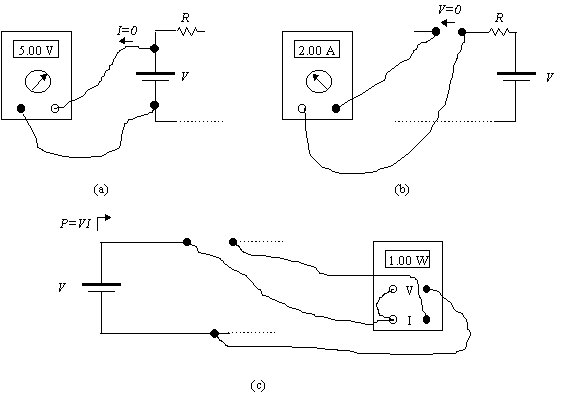 I=0
R
5.00 V
V
(a)
V=0
R
2.00 A
V
(b)
P=VI
V
1.00 W
V
I
(c)